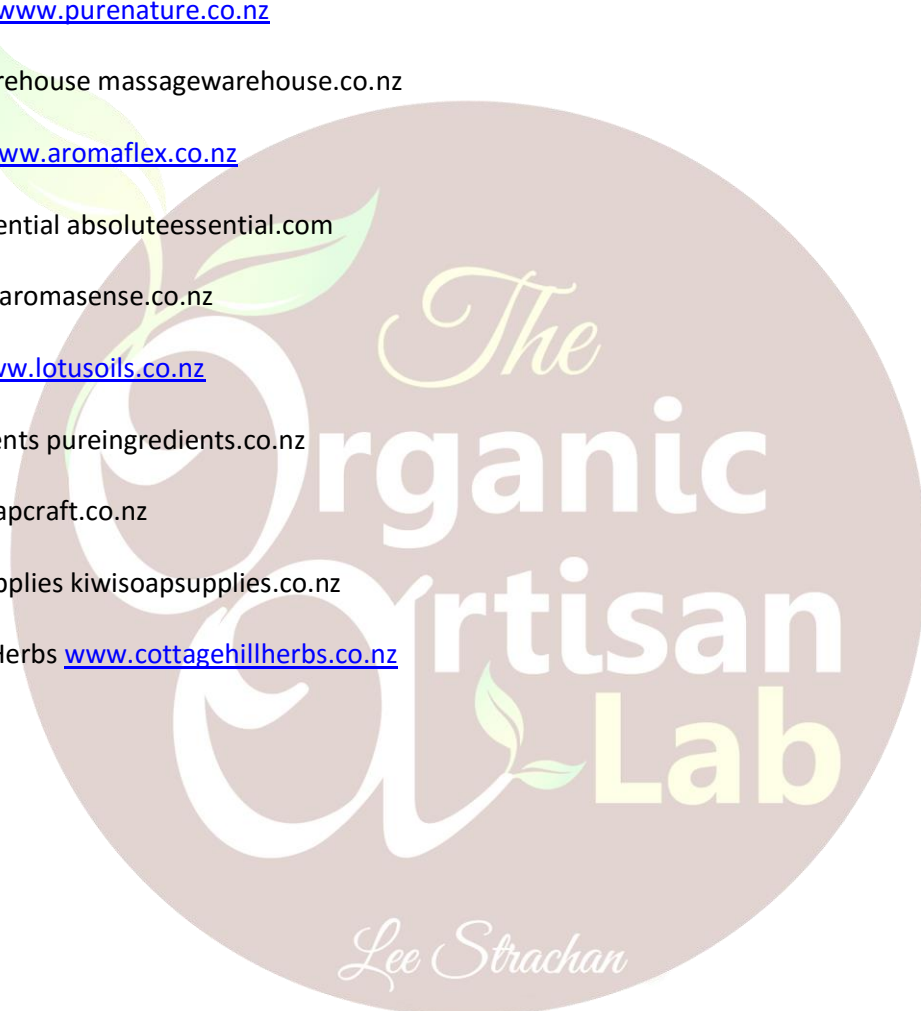 www.purenature.co.nz
rehouse massagewarehouse.co.nz
ww.aromaflex.co.nz
ential absoluteessential.com
aromasense.co.nz
ww.lotusoils.co.nz
ents pureingredients.co.nz
apcraft.co.nz
pplies kiwisoapsupplies.co.nz
Herbs www.cottagehillherbs.co.nz
The
Organic
artisan
Lab
Lee Strachan